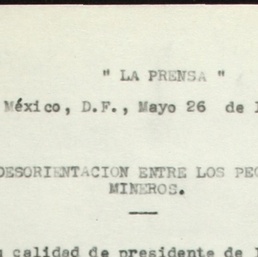 " LA PRENSA "
México, D.F., Mayo 26 de
DESORIENTACION ENTRE LOS
MINEROS.
calidad de presidente de